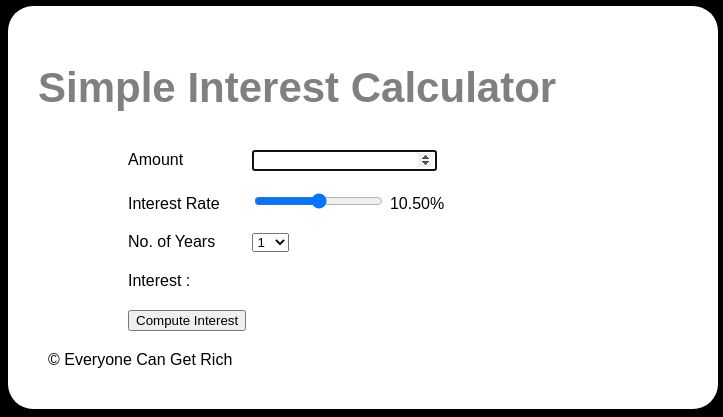 Simple Interest Calculator
Amount
Interest Rate 10.50%
No. of Years 1
Interest :
Compute Interest
© Everyone Can Get Rich